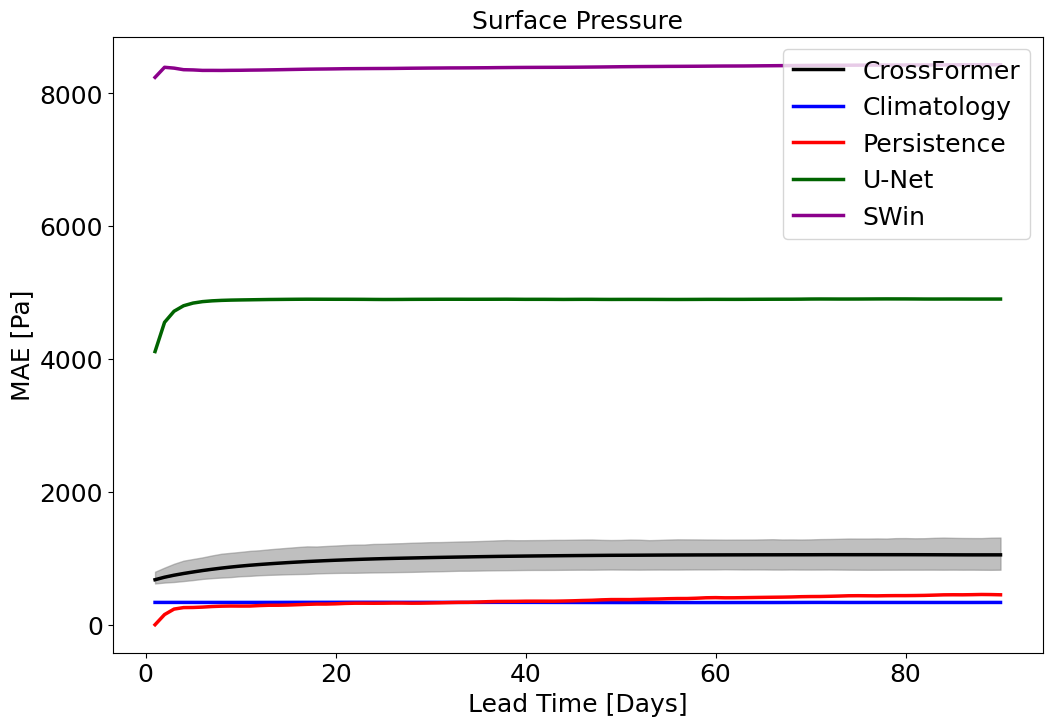 Surface Pressure
MAE [Pa]
8000
6000
4000
2000
0
CrossFormer
Climatology
Persistence
U-Net
SWin
0 20 40 60 80
Lead Time [Days]